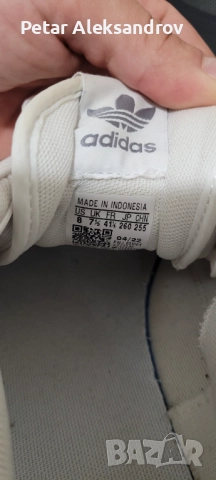 Petar Aleksandrov
adidas
MADE IN INDONESIA
US UK FR JP CHN
8 7½ 41⅓ 260 255
04/22
BAZAR